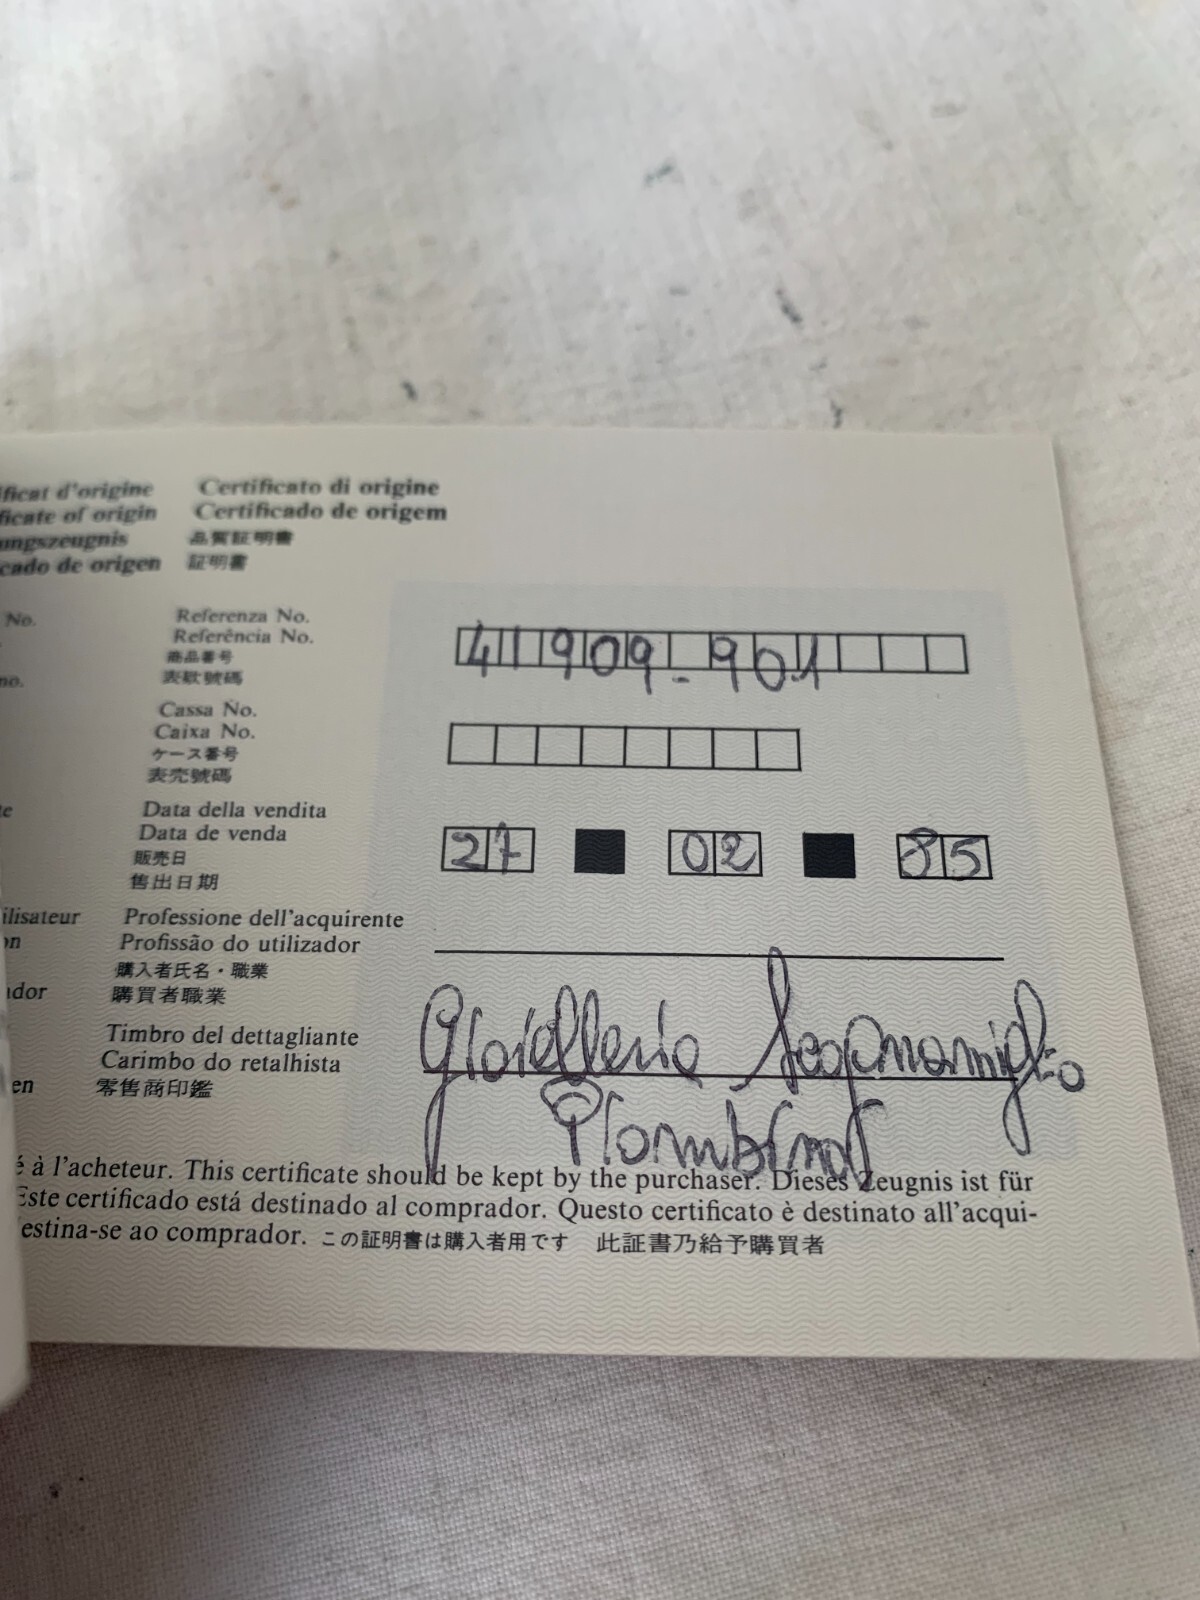 ificat d'origine Certificato di origine
ficate of origin Certificado de origem
ungszeugnis 品質証明書
cado de origen 証明書
No. Referenza No.
Referência No.
商品番号
no. 表欵號碼
41909-901
Cassa No.
Caixa No.
ケース番号
表壳號碼
te Data della vendita
Data de venda
販売日
售出日期
27 02 85
ilisateur Professione dell'acquirente
on Profissão do utilizador
購入者氏名・職業
ador 購買者職業
Timbro del dettagliante
Carimbo do retalhista
en 零售商印鑑
Gioielleria
Piombino
é à l'acheteur. This certificate should be kept by the purchaser. Dieses Zeugnis ist für
Este certificado está destinado al comprador. Questo certificato è destinato all'acqui-
estina-se ao comprador. この証明書は購入者用です 此証書乃給予購買者